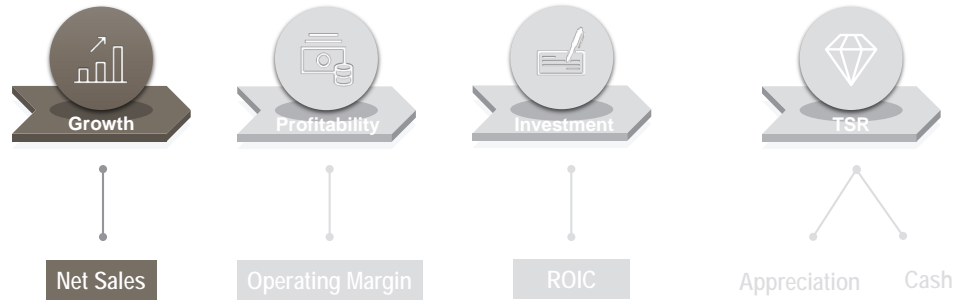 Growth
Profitability
Investment
TSR
Net Sales
Operating Margin
ROIC
Appreciation
Cash